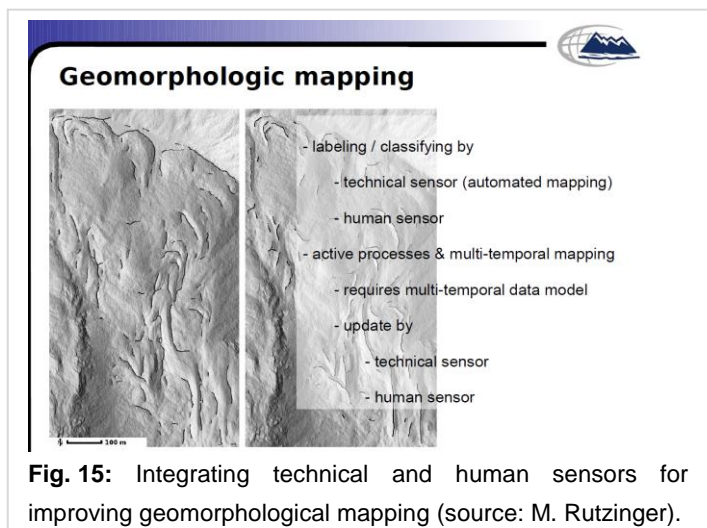 Geomorphologic mapping
- labeling / classifying by
- technical sensor (automated mapping)
- human sensor
- active processes & multi-temporal mapping
- requires multi-temporal data model
- update by
- technical sensor
- human sensor
100 m
Fig. 15: Integrating technical and human sensors for
improving geomorphological mapping (source: M. Rutzinger).